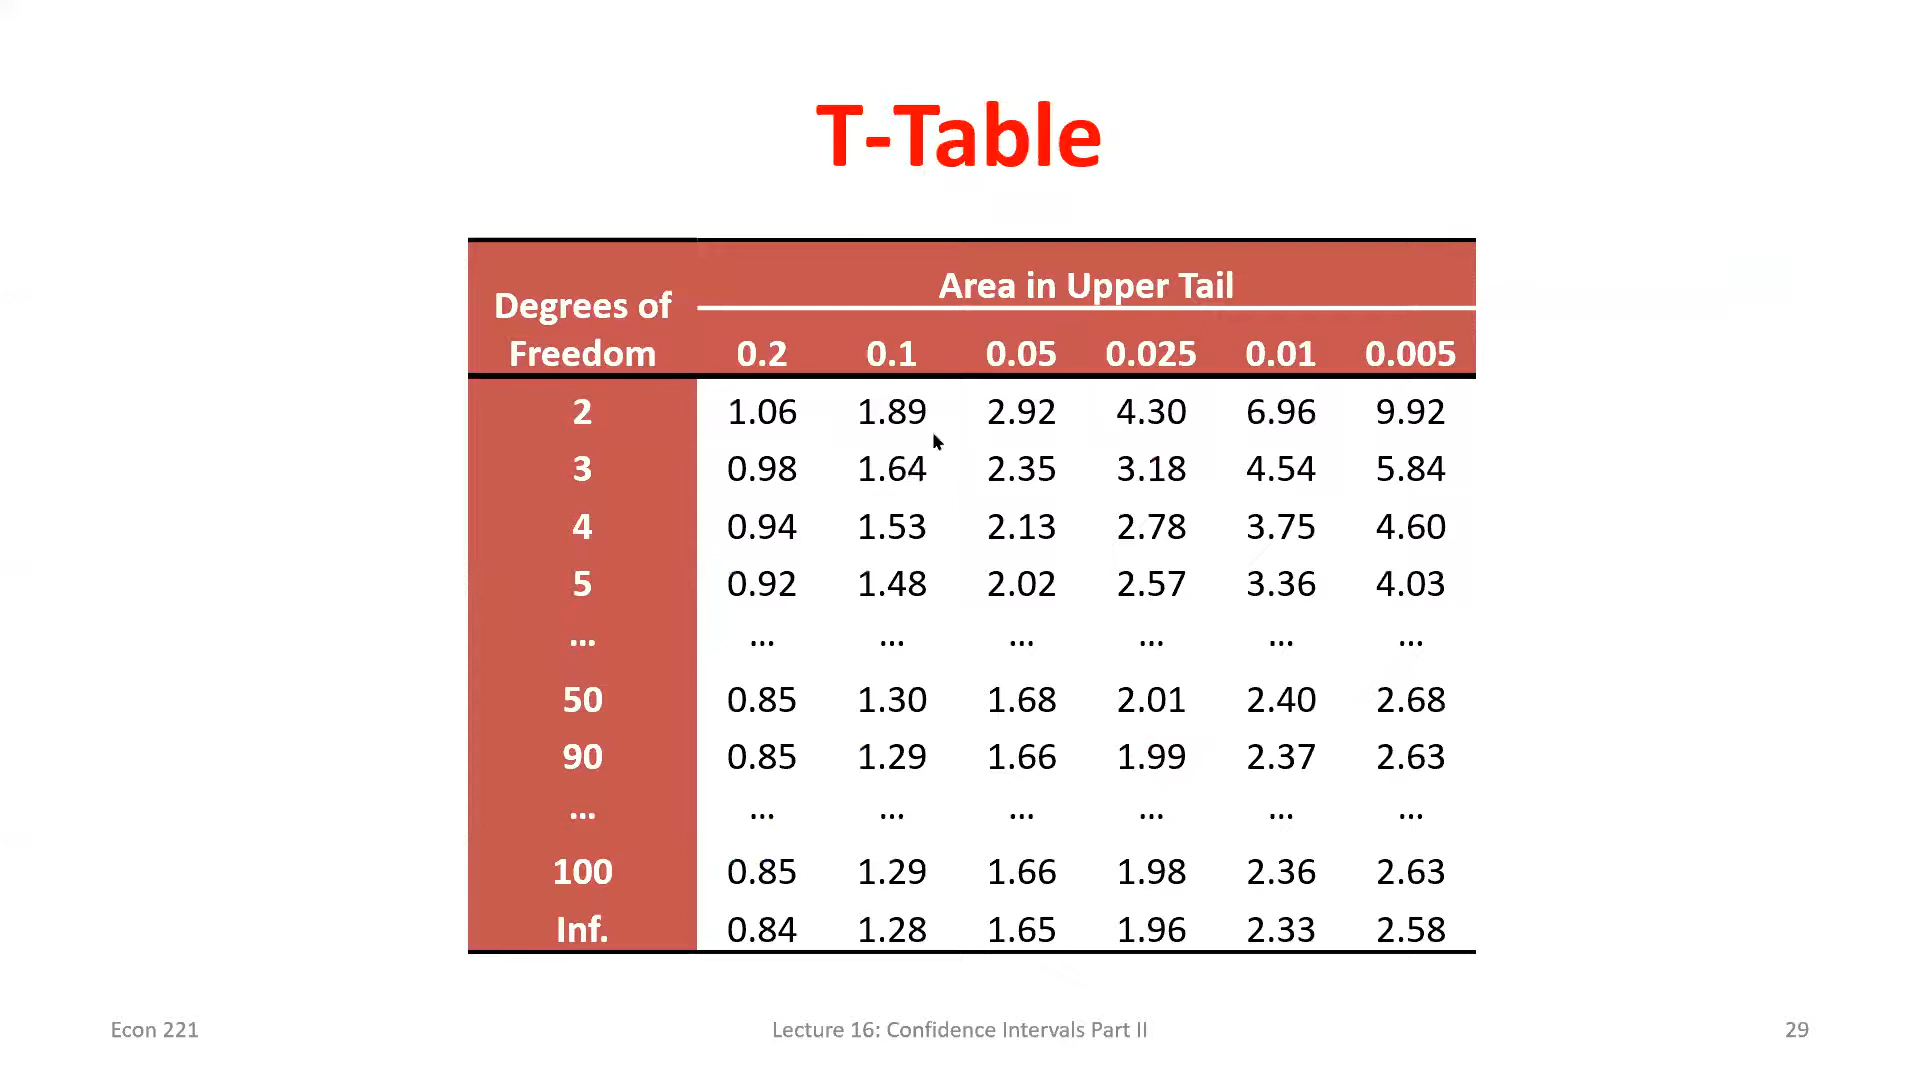 T-Table
Degrees of Freedom Area in Upper Tail
0.2 0.1 0.05 0.025 0.01 0.005
2 1.06 1.89 2.92 4.30 6.96 9.92
3 0.98 1.64 2.35 3.18 4.54 5.84
4 0.94 1.53 2.13 2.78 3.75 4.60
5 0.92 1.48 2.02 2.57 3.36 4.03
... ... ... ... ... ... ...
50 0.85 1.30 1.68 2.01 2.40 2.68
90 0.85 1.29 1.66 1.99 2.37 2.63
... ... ... ... ... ... ...
100 0.85 1.29 1.66 1.98 2.36 2.63
Inf. 0.84 1.28 1.65 1.96 2.33 2.58
Econ 221 Lecture 16: Confidence Intervals Part II 29